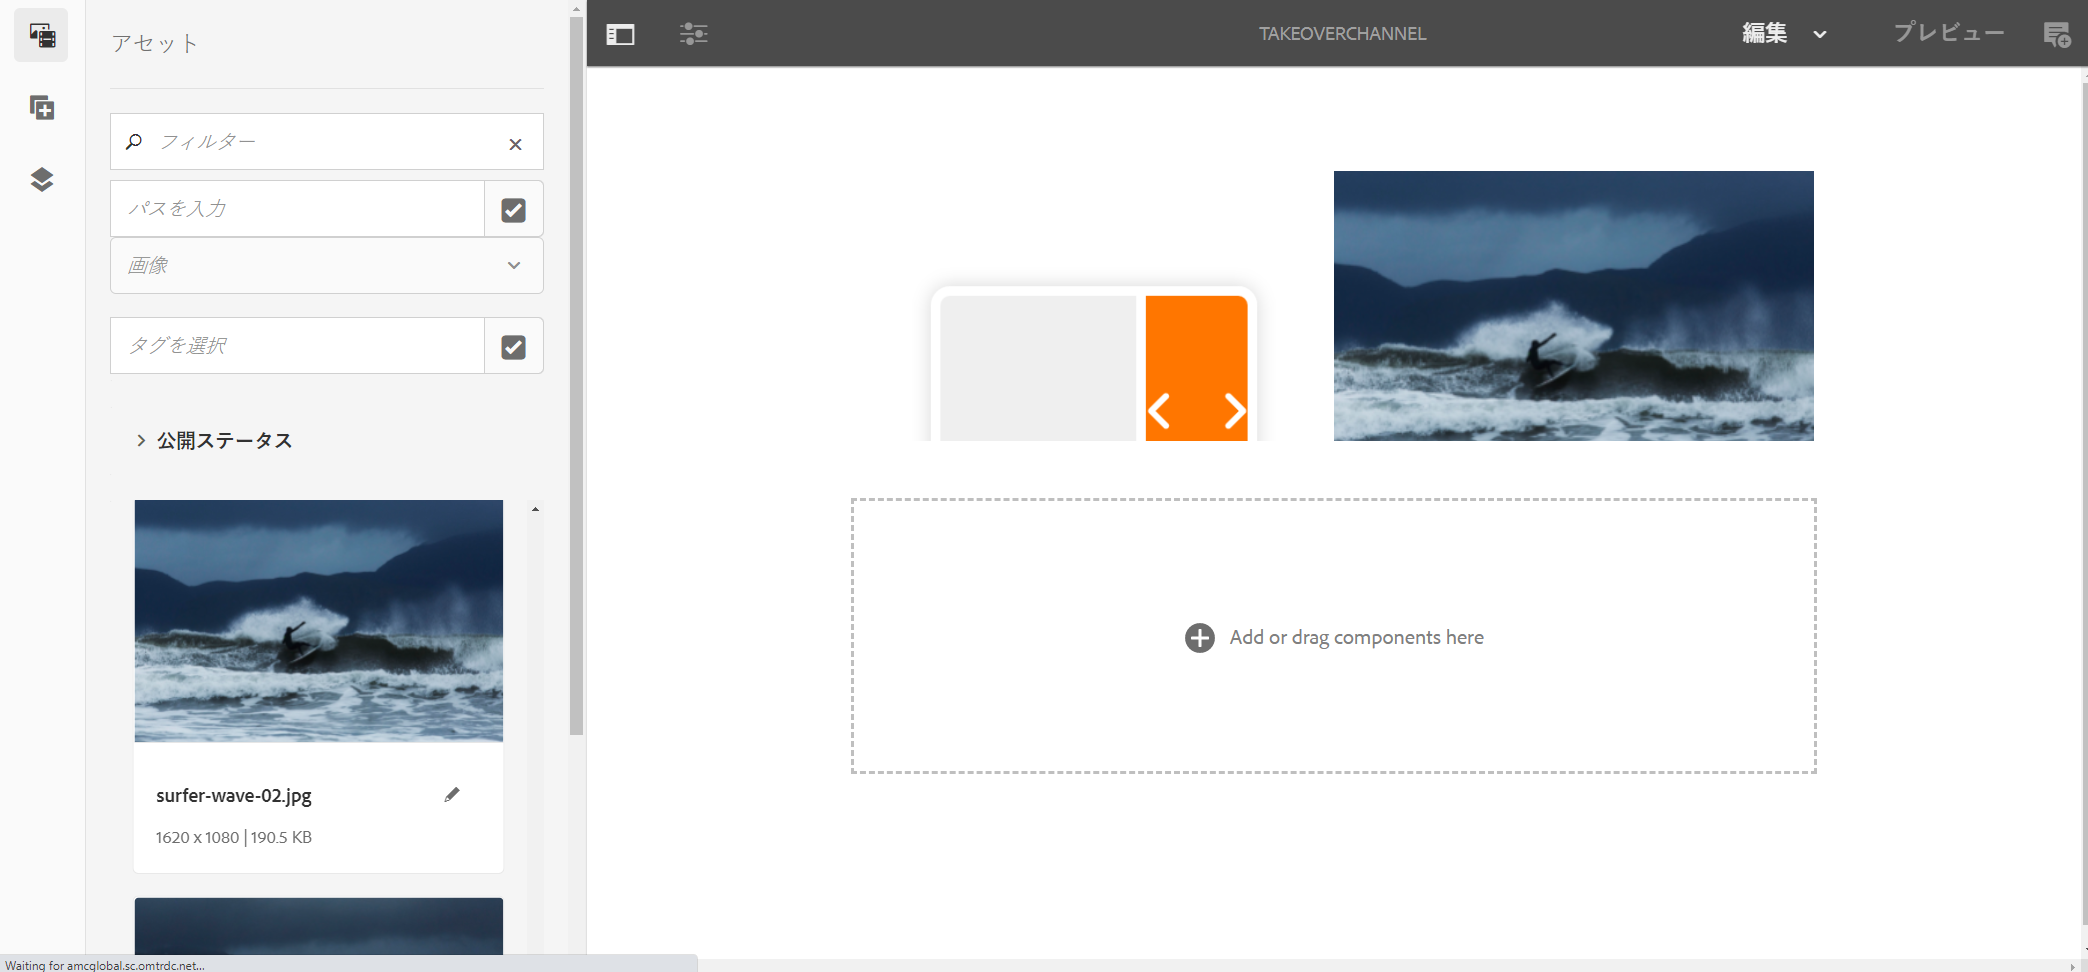 アセット
フィルター
パスを入力
画像
タグを選択
公開ステータス
surfer-wave-02.jpg
1620 x 1080 | 190.5 KB
Waiting for amcglobal.sc.omtrdc.net...
TAKEOVERCHANNEL
編集
プレビュー
Add or drag components here